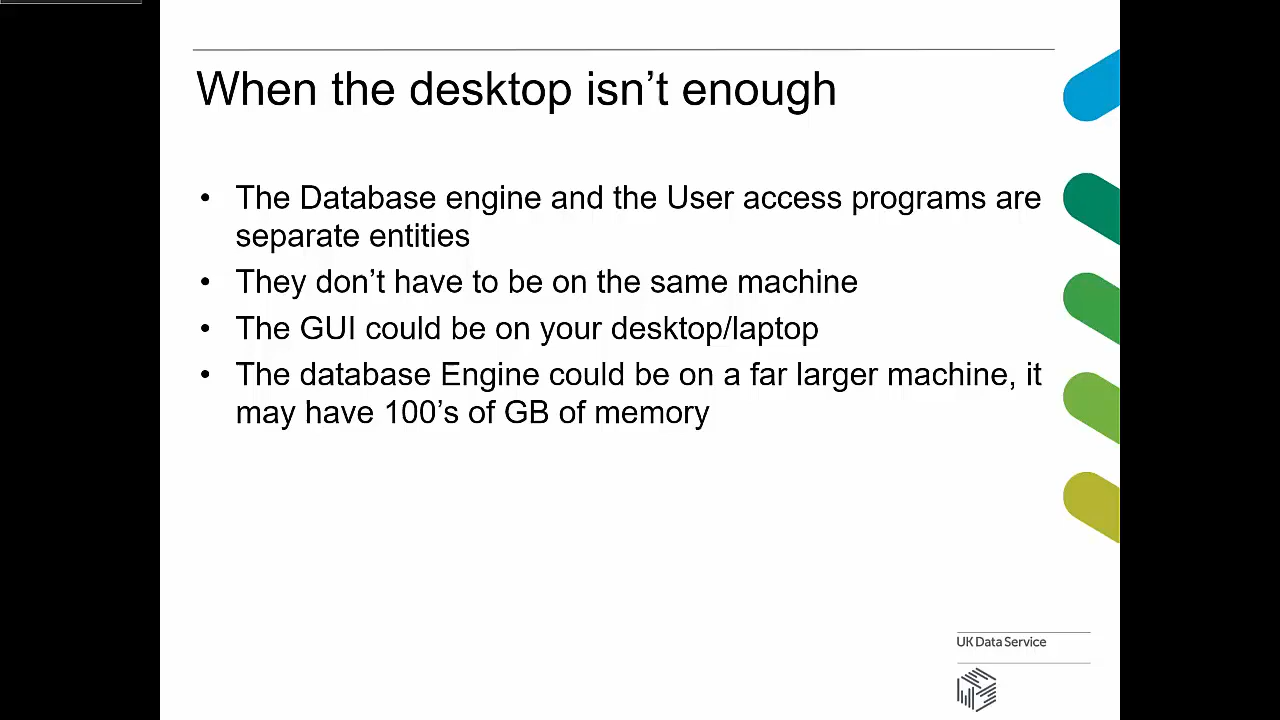 When the desktop isn’t enough
• The Database engine and the User access programs are
separate entities
• They don’t have to be on the same machine
• The GUI could be on your desktop/laptop
• The database Engine could be on a far larger machine, it
may have 100’s of GB of memory
UK Data Service